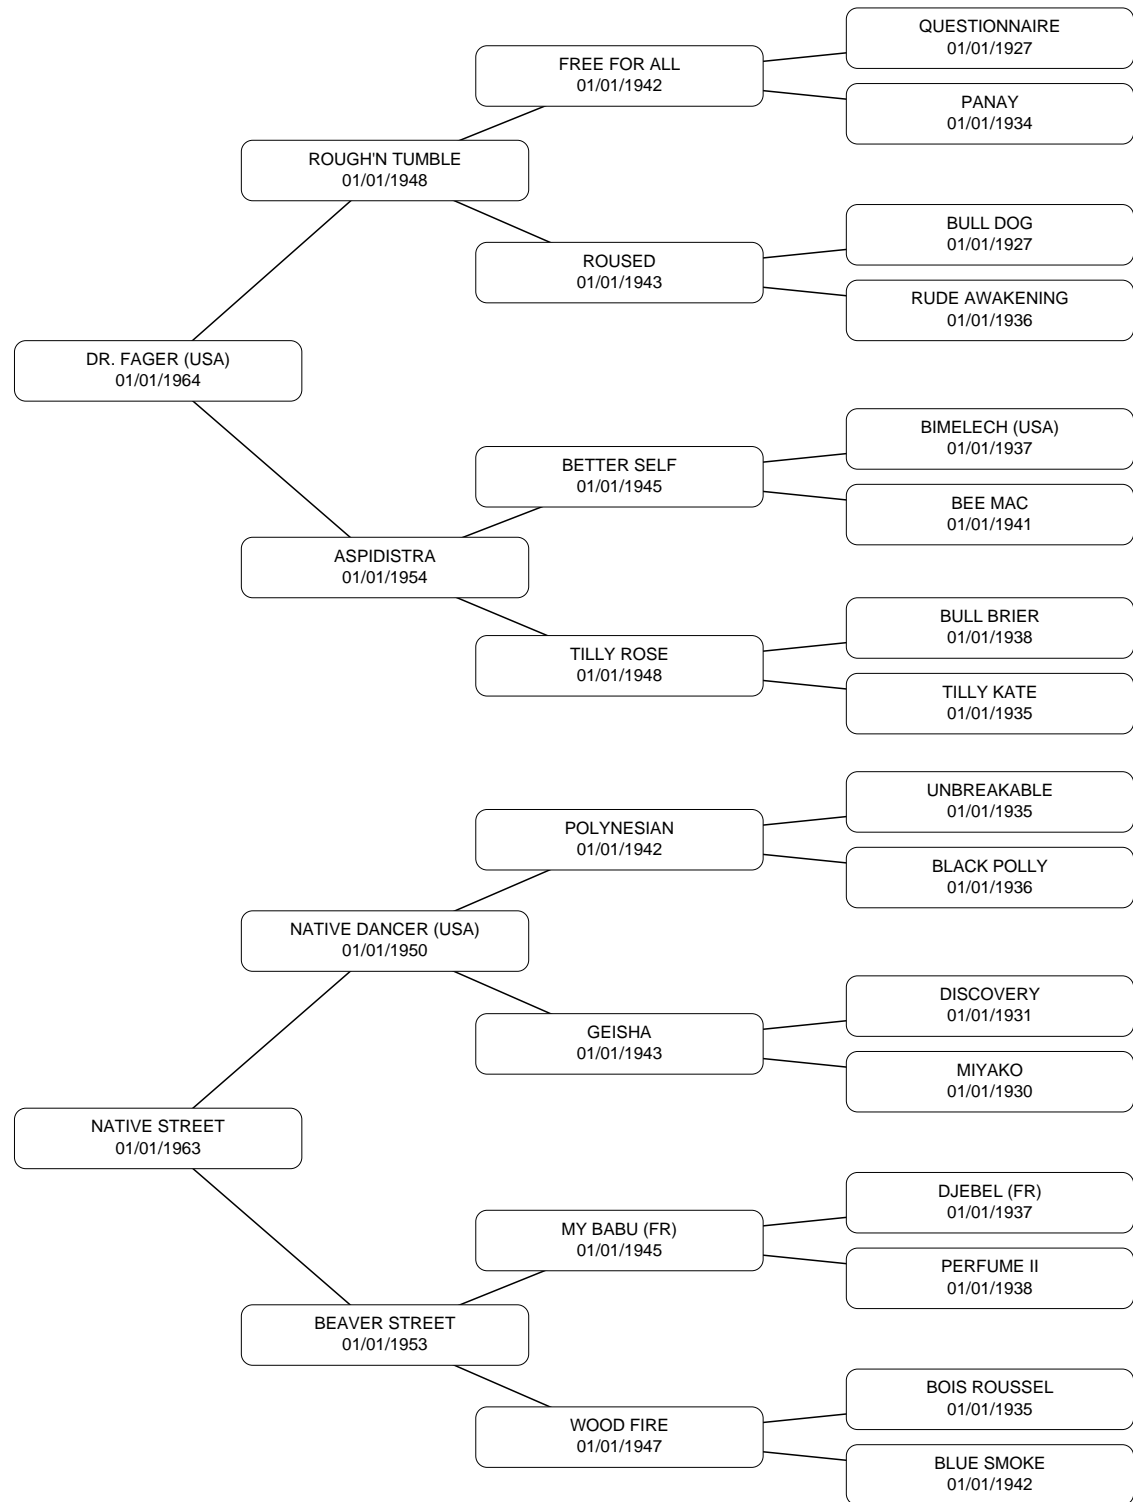 QUESTIONNAIRE
01/01/1927
FREE FOR ALL
01/01/1942
PANAY
01/01/1934
ROUGH'N TUMBLE
01/01/1948
BULL DOG
01/01/1927
ROUSED
01/01/1943
RUDE AWAKENING
01/01/1936
DR. FAGER (USA)
01/01/1964
BIMELECH (USA)
01/01/1937
BETTER SELF
01/01/1945
BEE MAC
01/01/1941
ASPIDISTRA
01/01/1954
BULL BRIER
01/01/1938
TILLY ROSE
01/01/1948
TILLY KATE
01/01/1935
UNBREAKABLE
01/01/1935
POLYNESIAN
01/01/1942
BLACK POLLY
01/01/1936
NATIVE DANCER (USA)
01/01/1950
DISCOVERY
01/01/1931
GEISHA
01/01/1943
MIYAKO
01/01/1930
NATIVE STREET
01/01/1963
DJEBEL (FR)
01/01/1937
MY BABU (FR)
01/01/1945
PERFUME II
01/01/1938
BEAVER STREET
01/01/1953
BOIS ROUSSEL
01/01/1935
WOOD FIRE
01/01/1947
BLUE SMOKE
01/01/1942